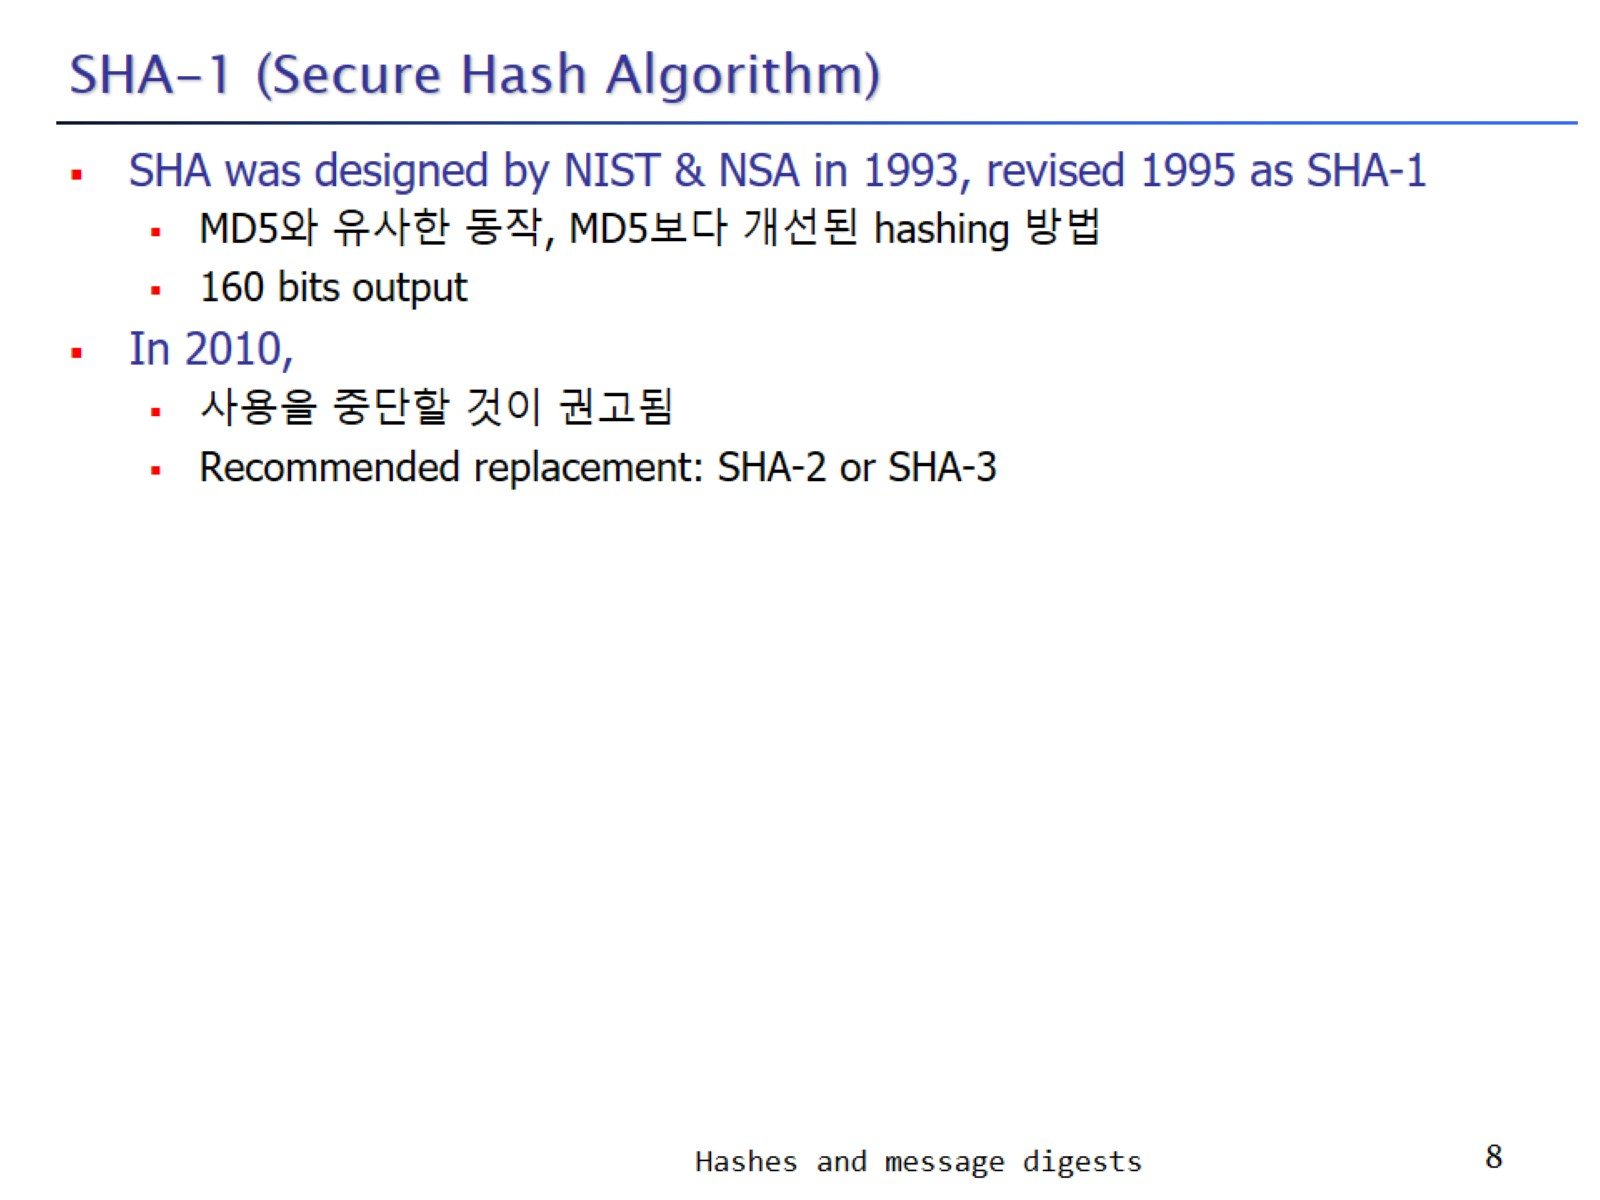 SHA-1 (Secure Hash Algorithm)
SHA was designed by NIST & NSA in 1993, revised 1995 as SHA-1
MD5와 유사한 동작, MD5보다 개선된 hashing 방법
160 bits output
In 2010,
사용을 중단할 것이 권고됨
Recommended replacement: SHA-2 or SHA-3
Hashes and message digests
8